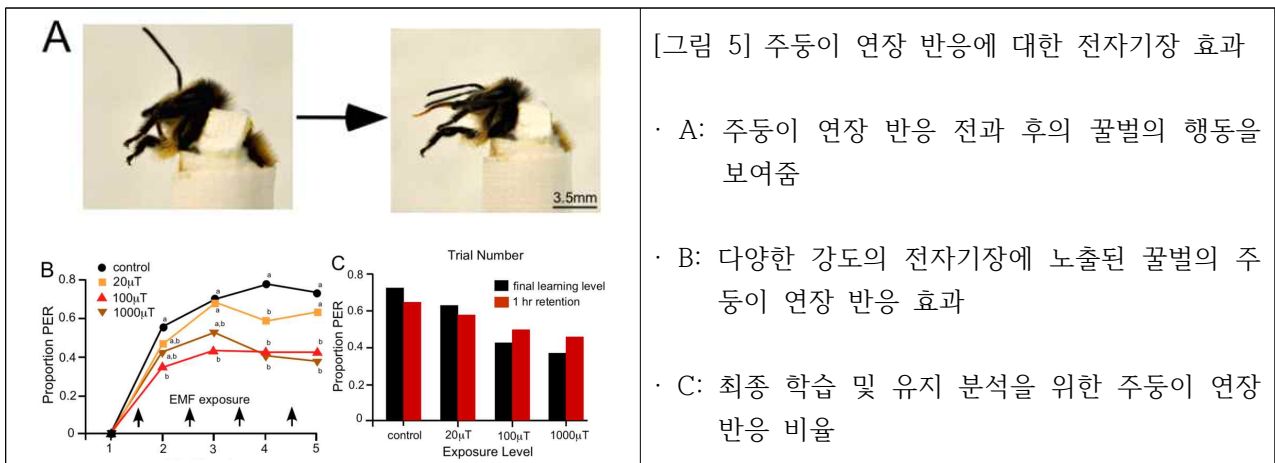 A
3.5mm
B
control
20μT
100μT
1000μT
Proportion PER
0.8
0.6
0.4
0.2
0
a
a
a
a
a
b
a
a,b
a,b
b
b
b
b
b
b
EMF exposure
1
2
3
4
5
C
Trial Number
final learning level
1 hr retention
Proportion PER
0.8
0.6
0.4
0.2
0
control
20μT
100μT
1000μT
Exposure Level
[그림 5] 주둥이 연장 반응에 대한 전자기장 효과
· A: 주둥이 연장 반응 전과 후의 꿀벌의 행동을
보여줌
· B: 다양한 강도의 전자기장에 노출된 꿀벌의 주
둥이 연장 반응 효과
· C: 최종 학습 및 유지 분석을 위한 주둥이 연장
반응 비율